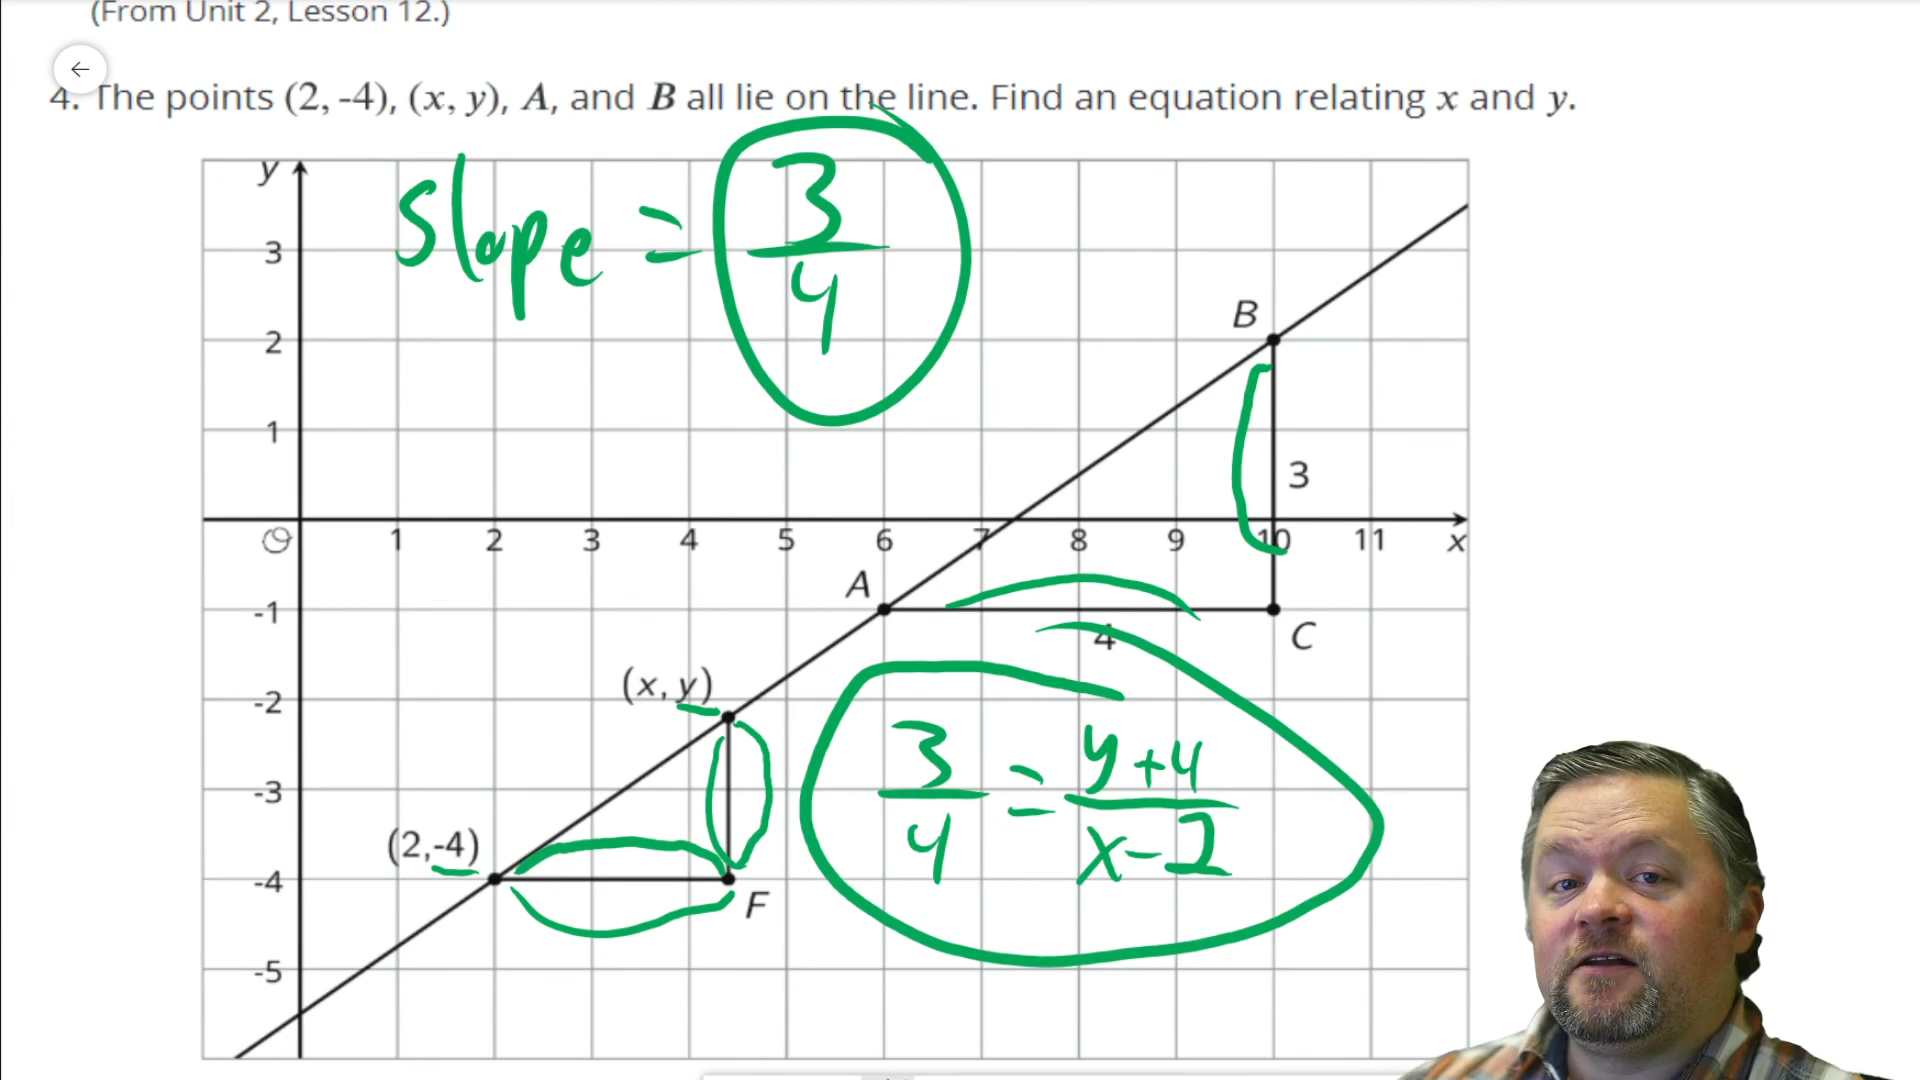 (From Unit 2, Lesson 12.)
4. The points (2, -4), (x, y), A, and B all lie on the line. Find an equation relating x and y.
y
slope = 3/4
3
2
1
B
3
O 1 2 3 4 5 6 7 8 9 10 11 x
A
-1
4
C
(x, y)
-2
3/4 = y+4/x-2
-3
(2,-4)
-4
F
-5